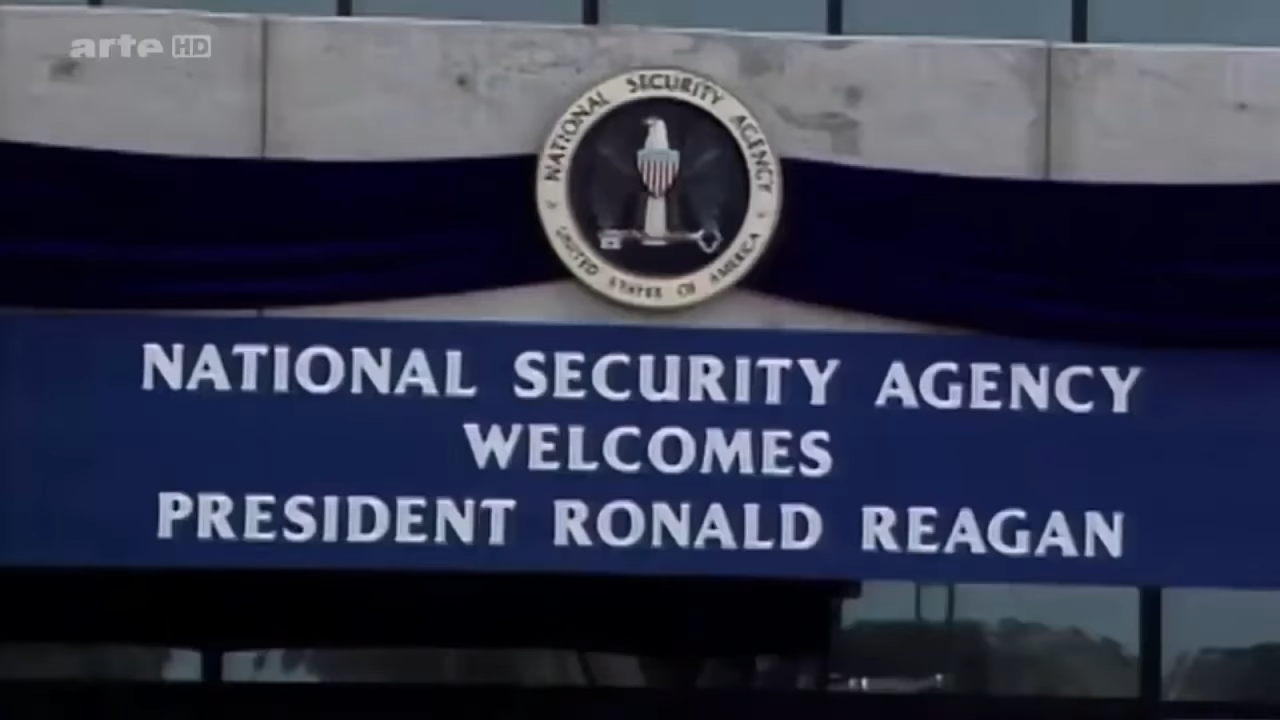 arte HD
NATIONAL SECURITY AGENCY
UNITED STATES OF AMERICA
NATIONAL SECURITY AGENCY
WELCOMES
PRESIDENT RONALD REAGAN